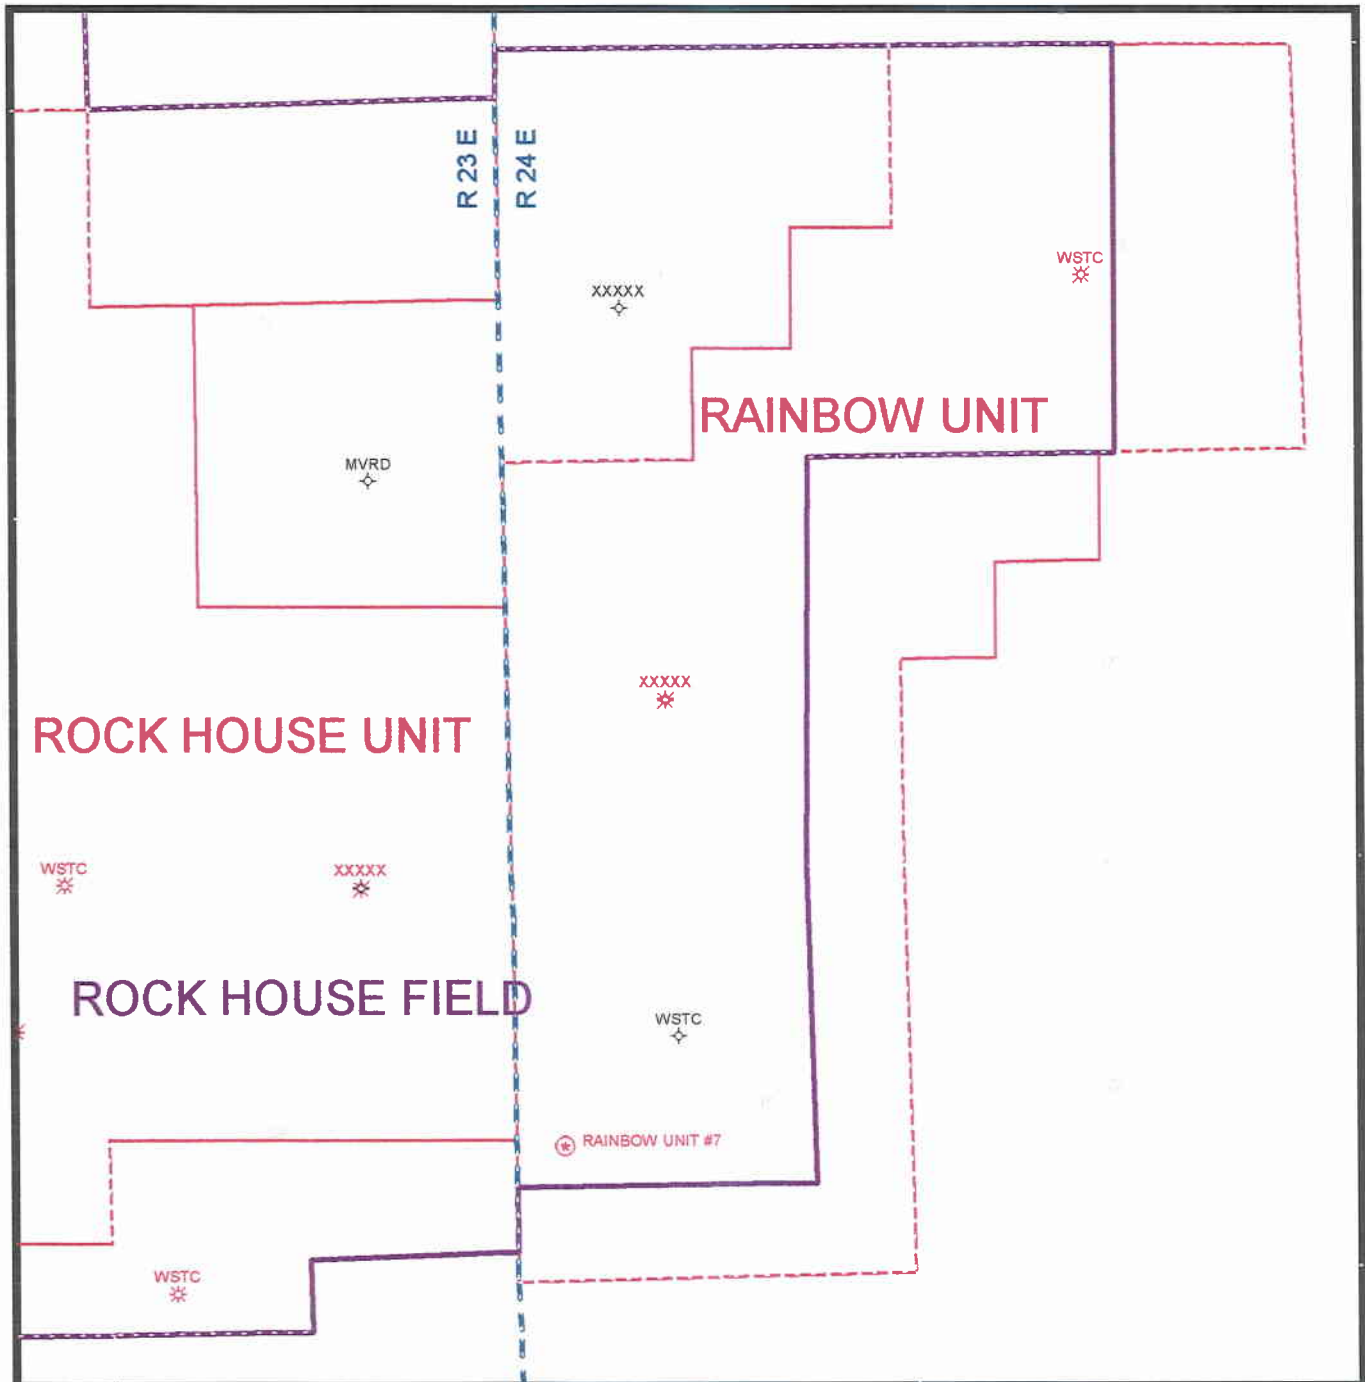 R 23 E
R 24 E
WSTC
XXXXX
RAINBOW UNIT
MVRD
XXXXX
ROCK HOUSE UNIT
WSTC
XXXXX
ROCK HOUSE FIELD
WSTC
RAINBOW UNIT #7
WSTC